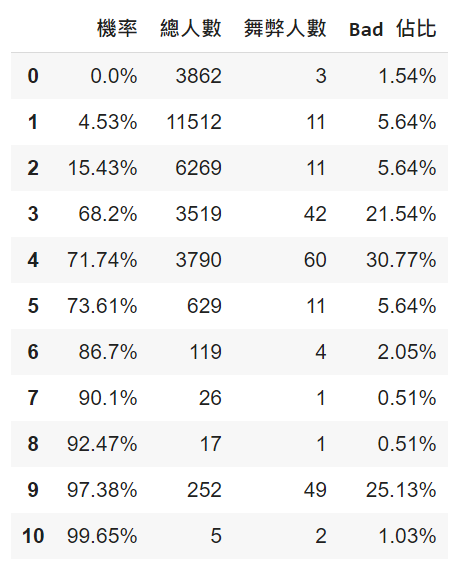 機率 總人數 舞弊人數 Bad 佔比
0 0.0% 3862 3 1.54%
1 4.53% 11512 11 5.64%
2 15.43% 6269 11 5.64%
3 68.2% 3519 42 21.54%
4 71.74% 3790 60 30.77%
5 73.61% 629 11 5.64%
6 86.7% 119 4 2.05%
7 90.1% 26 1 0.51%
8 92.47% 17 1 0.51%
9 97.38% 252 49 25.13%
10 99.65% 5 2 1.03%